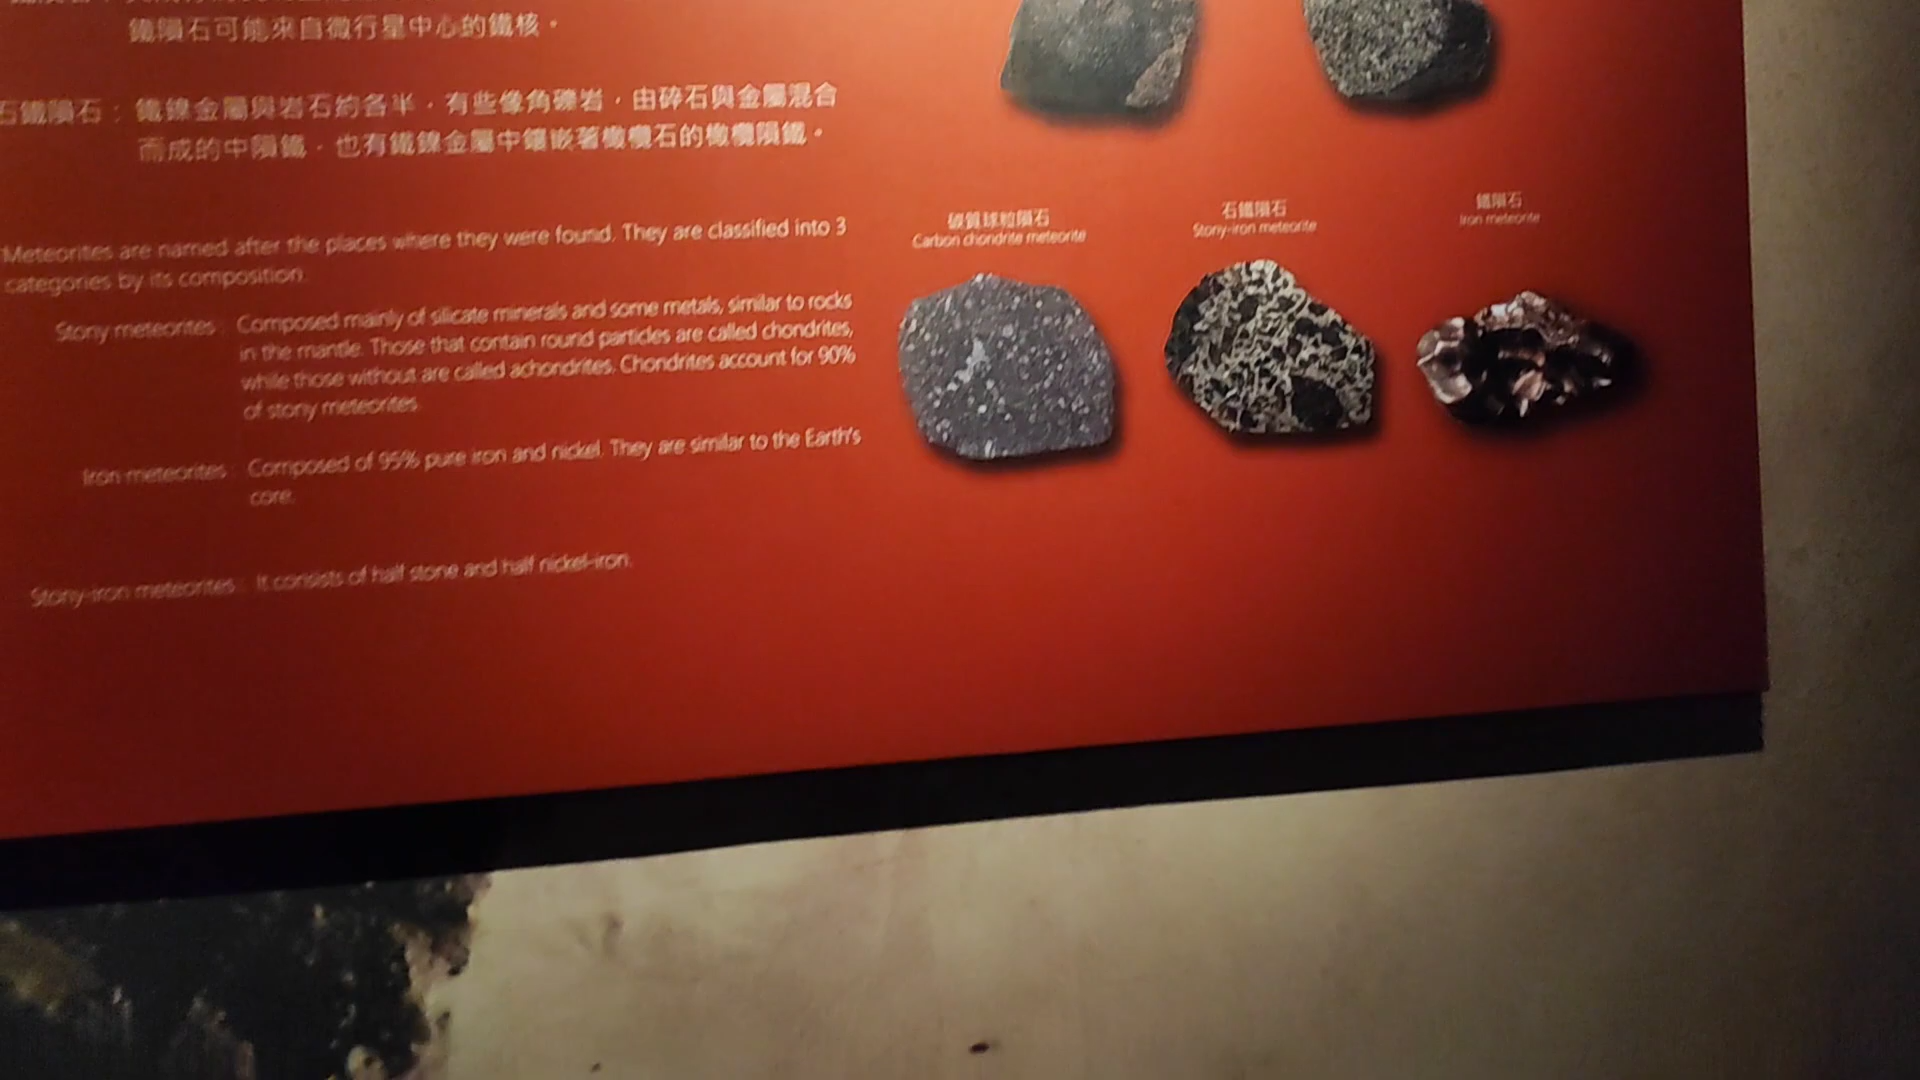 鐵隕石可能來自微行星中心的鐵核。
石鐵隕石：鐵鎳金屬與岩石約各半，有些像角礫岩，由碎石與金屬混合
而成的中隕鐵，也有鐵鎳金屬中鑲嵌著橄欖石的橄欖隕鐵。
Meteorites are named after the places where they were found. They are classified into 3
categories by its composition.
Stony meteorites : Composed mainly of silicate minerals and some metals, similar to rocks
in the mantle. Those that contain round particles are called chondrites,
while those without are called achondrites. Chondrites account for 90%
of stony meteorites.
Iron meteorites : Composed of 95% pure iron and nickel. They are similar to the Earth's
core.
Stony-iron meteorites : It consists of half stone and half nickel-iron.
碳質球粒隕石
Carbon chondrite meteorite
石鐵隕石
Stony-iron meteorite
鐵隕石
Iron meteorite